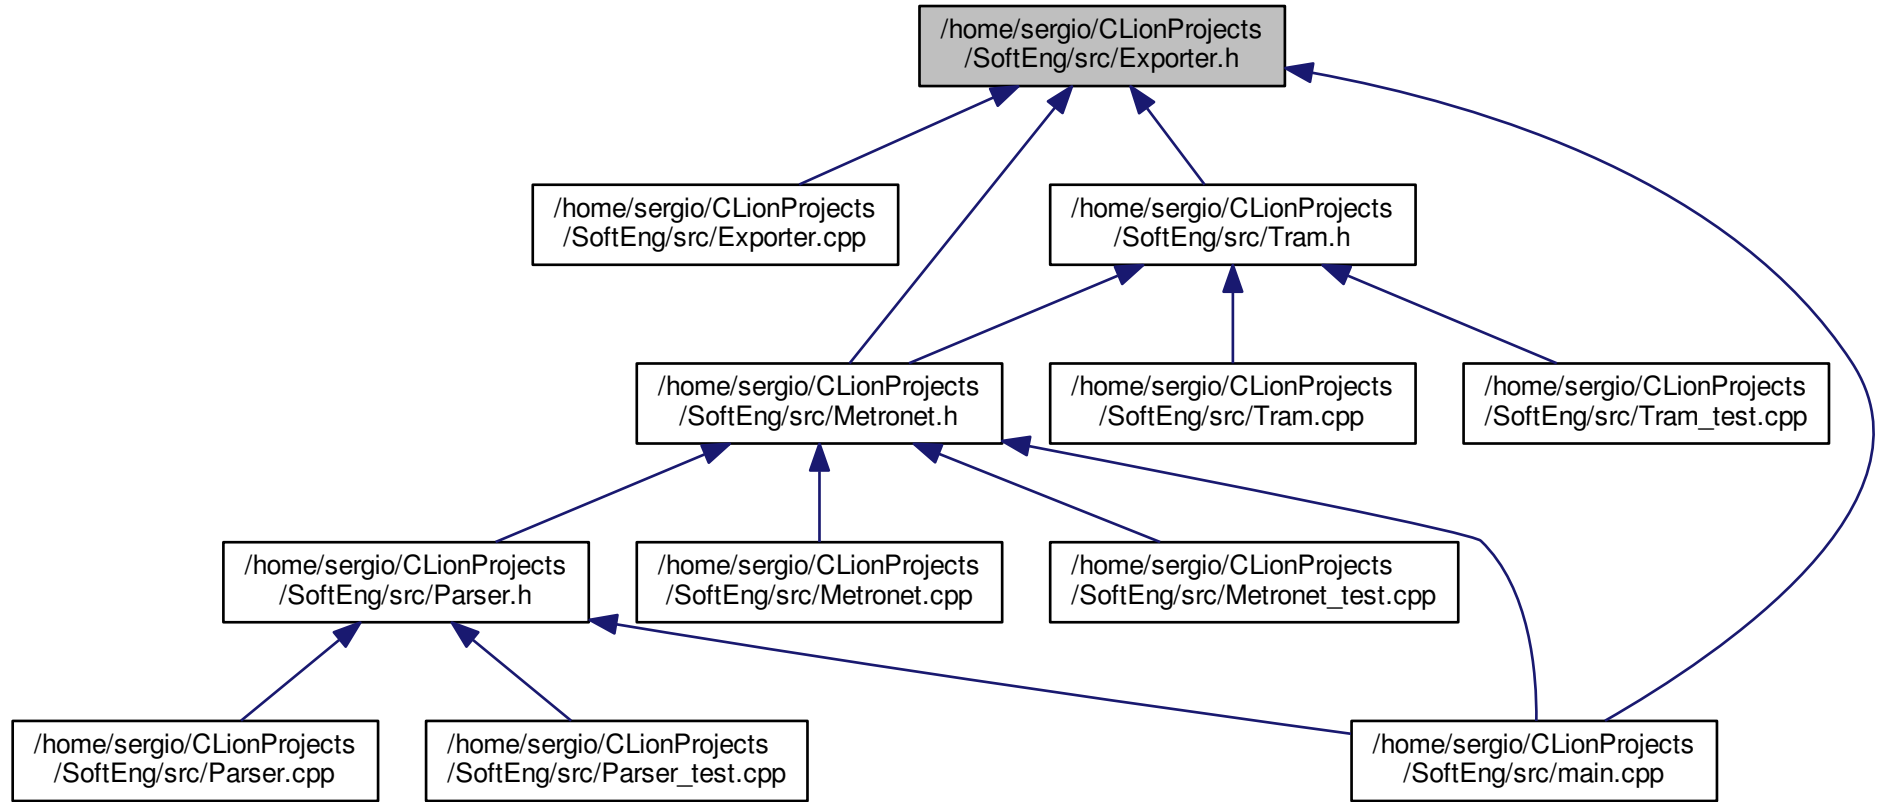 /home/sergio/CLionProjects
/SoftEng/src/Exporter.h
/home/sergio/CLionProjects
/SoftEng/src/Exporter.cpp
/home/sergio/CLionProjects
/SoftEng/src/Tram.h
/home/sergio/CLionProjects
/SoftEng/src/Metronet.h
/home/sergio/CLionProjects
/SoftEng/src/Tram.cpp
/home/sergio/CLionProjects
/SoftEng/src/Tram_test.cpp
/home/sergio/CLionProjects
/SoftEng/src/Parser.h
/home/sergio/CLionProjects
/SoftEng/src/Metronet.cpp
/home/sergio/CLionProjects
/SoftEng/src/Metronet_test.cpp
/home/sergio/CLionProjects
/SoftEng/src/Parser.cpp
/home/sergio/CLionProjects
/SoftEng/src/Parser_test.cpp
/home/sergio/CLionProjects
/SoftEng/src/main.cpp